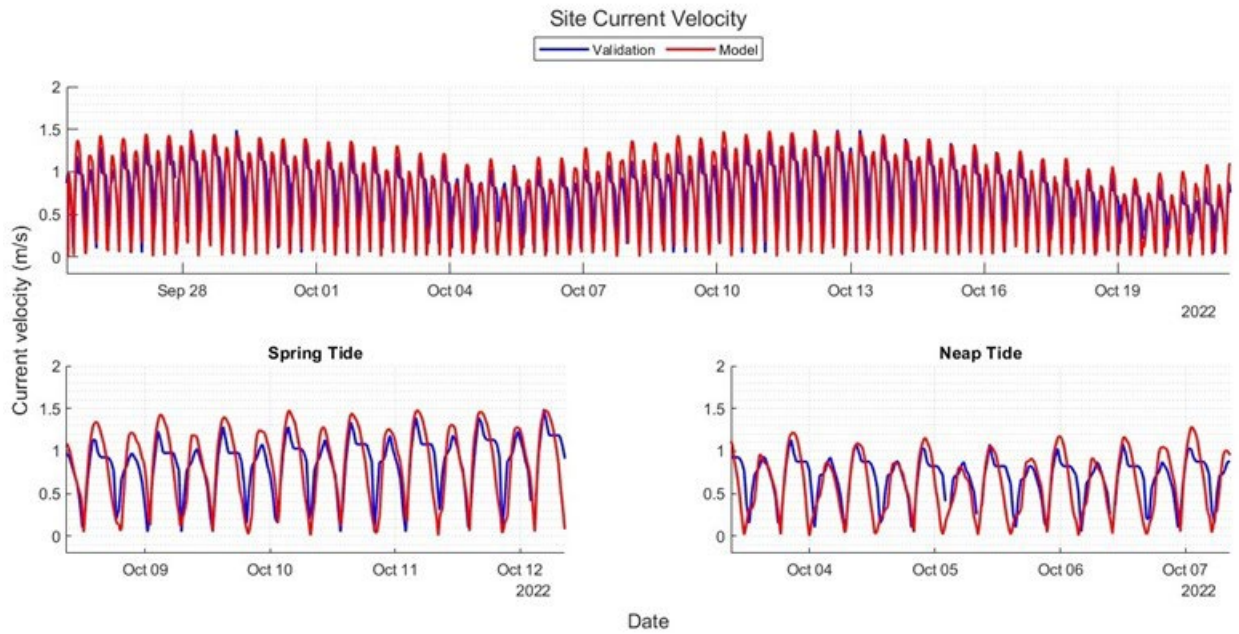 Site Current Velocity
Validation Model
Current velocity (m/s)
2
1.5
1
0.5
0
Sep 28 Oct 01 Oct 04 Oct 07 Oct 10 Oct 13 Oct 16 Oct 19
2022
Spring Tide
2
1.5
1
0.5
0
Oct 09 Oct 10 Oct 11 Oct 12
2022
Neap Tide
2
1.5
1
0.5
0
Oct 04 Oct 05 Oct 06 Oct 07
2022
Date